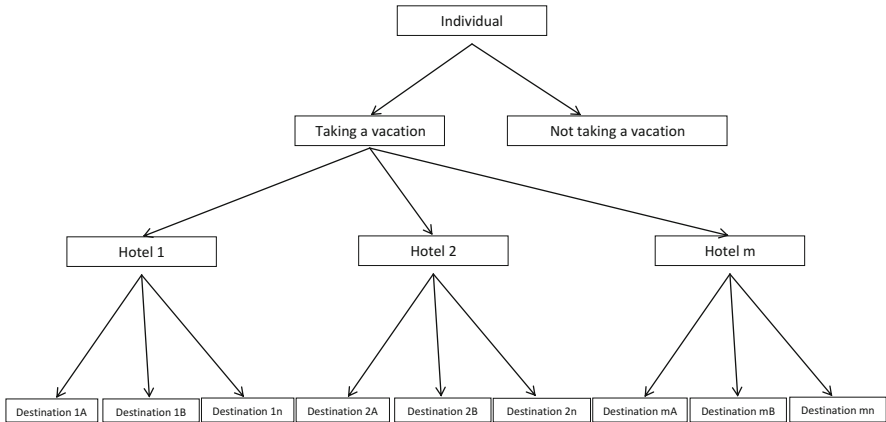 Individual
Taking a vacation
Not taking a vacation
Hotel 1
Hotel 2
Hotel m
Destination 1A
Destination 1B
Destination 1n
Destination 2A
Destination 2B
Destination 2n
Destination mA
Destination mB
Destination mn